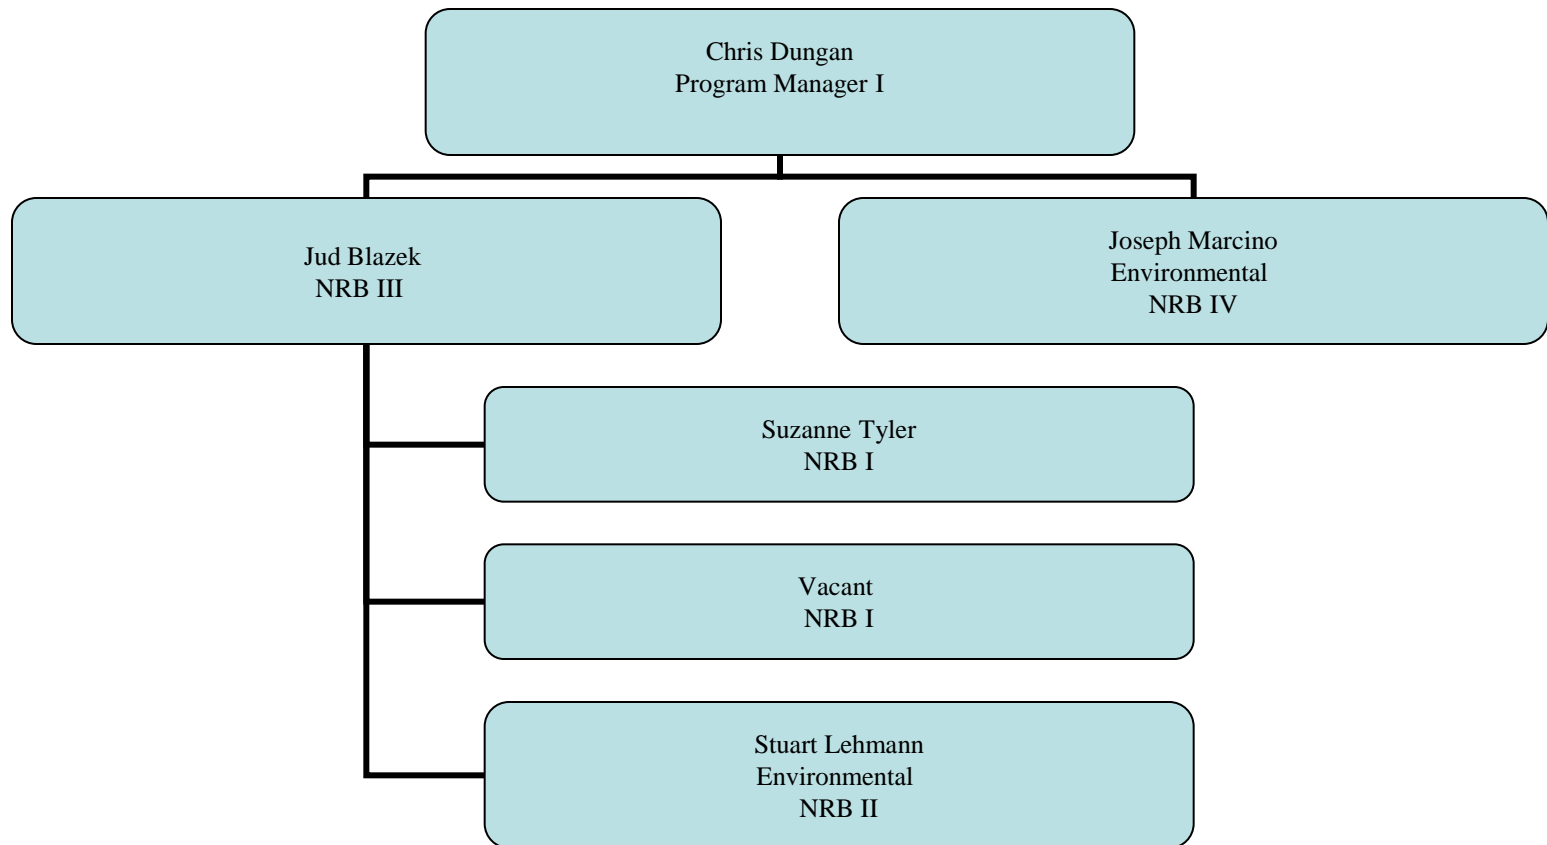 Chris Dungan
Program Manager I
Jud Blazek
NRB III
Joseph Marcino
Environmental
NRB IV
Suzanne Tyler
NRB I
Vacant
NRB I
Stuart Lehmann
Environmental
NRB II